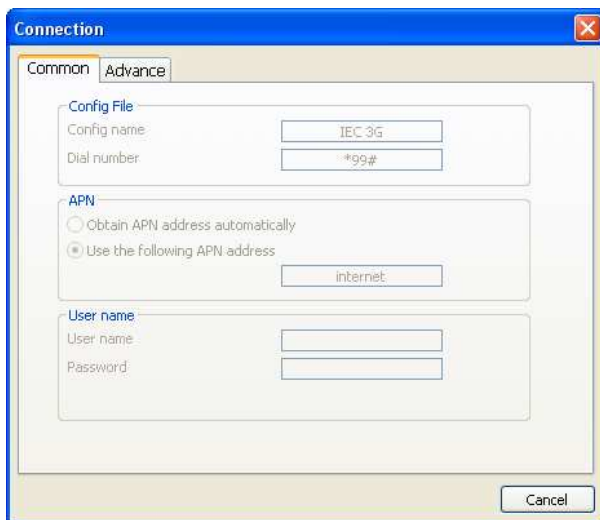 Connection
Common Advance
Config File
Config name IEC 3G
Dial number *99#
APN
Obtain APN address automatically
Use the following APN address
internet
User name
User name
Password
Cancel